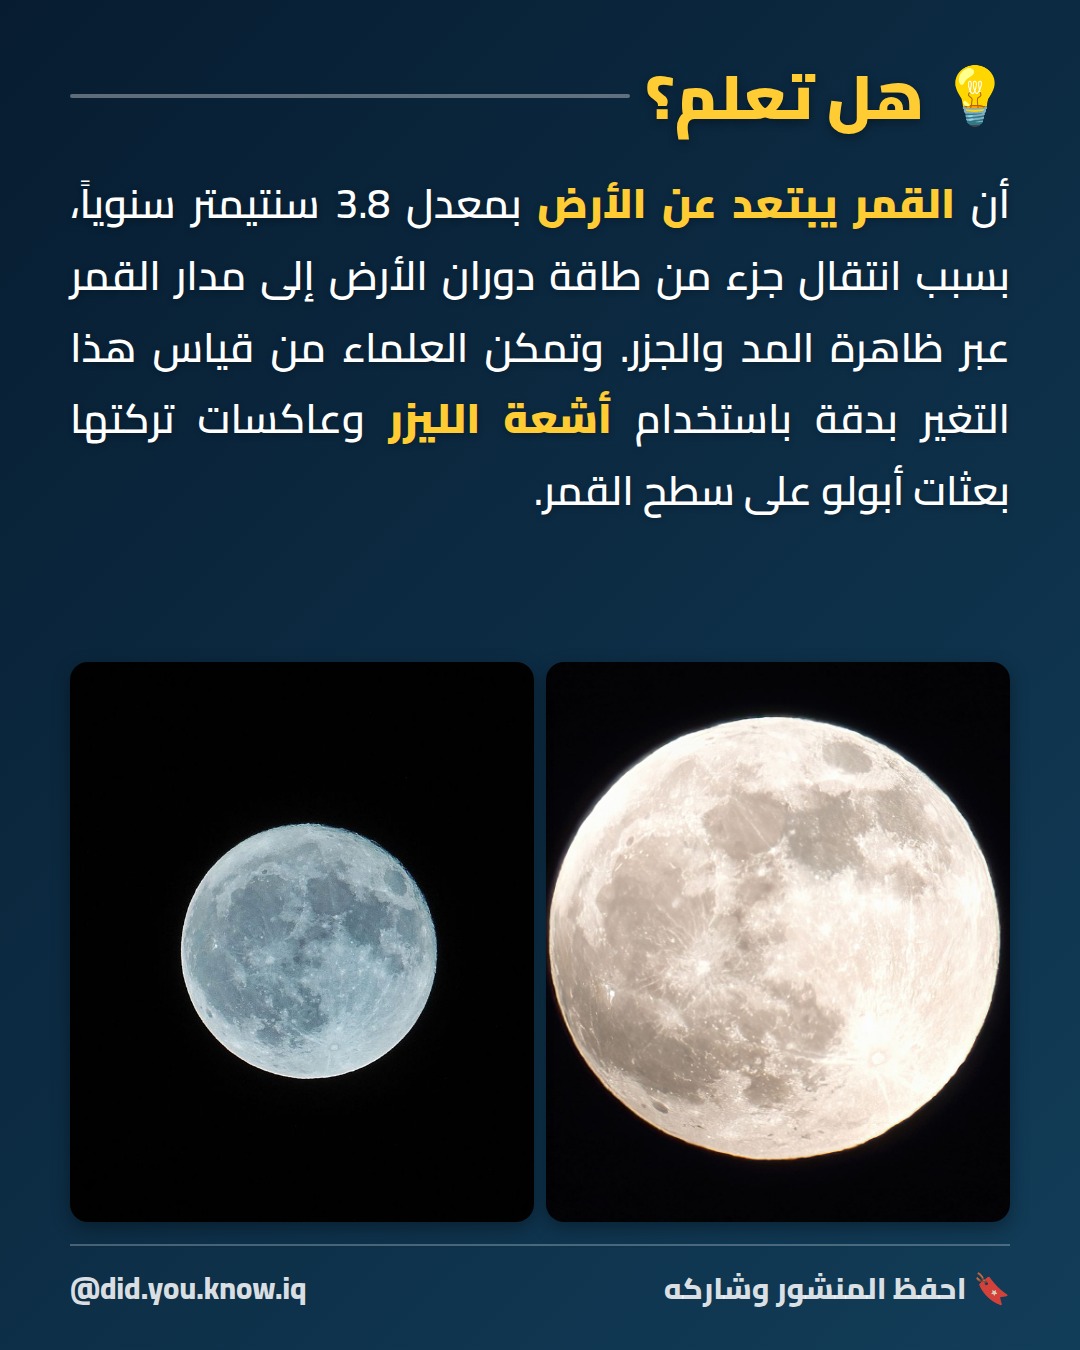 هل تعلم؟
أن القمر يبتعد عن الأرض بمعدل 3.8 سنتيمتر سنوياً،
بسبب انتقال جزء من طاقة دوران الأرض إلى مدار القمر
عبر ظاهرة المد والجزر. وتمكن العلماء من قياس هذا
التغير بدقة باستخدام أشعة الليزر وعاكسات تركتها
بعثات أبولو على سطح القمر.
احفظ المنشور وشاركه
@did.you.know.iq